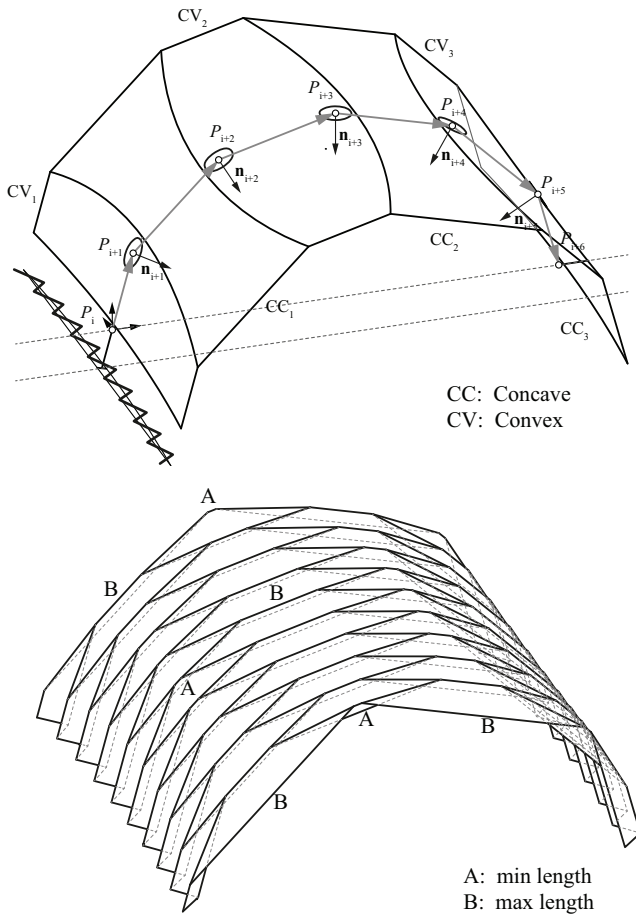 CV2
CV3
Pi+3
Pi+4
Pi+2
ni+3
ni+4
ni+2
CV1
Pi+5
Pi+1
ni+1
CC2
Pi+6
Pi
CC1
CC3
CC: Concave
CV: Convex
A
B
B
A
A
B
B
A: min length
B: max length